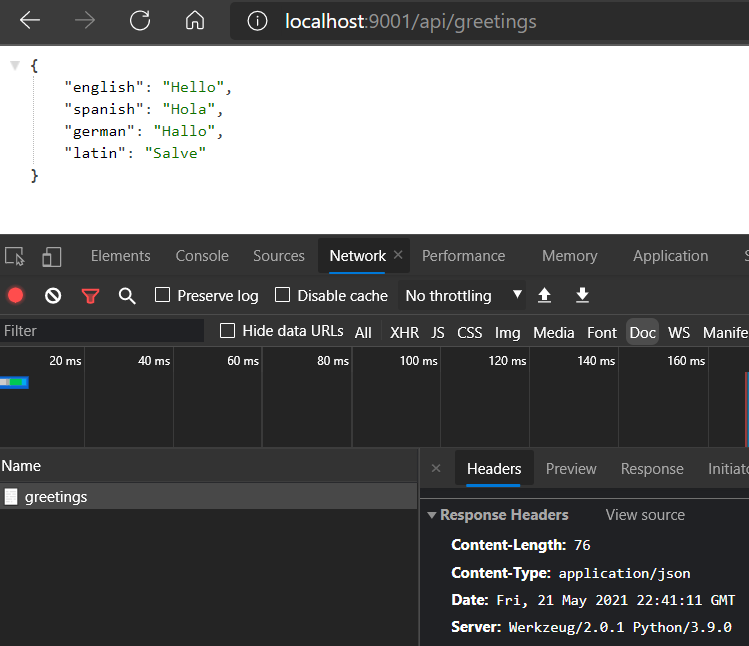 localhost:9001/api/greetings
{
"english": "Hello",
"spanish": "Hola",
"german": "Hallo",
"latin": "Salve"
}
Elements Console Sources Network Performance Memory Application
Preserve log Disable cache No throttling
Filter Hide data URLs All XHR JS CSS Img Media Font Doc WS Manife
20 ms 40 ms 60 ms 80 ms 100 ms 120 ms 140 ms 160 ms
Name Headers Preview Response Initiato
greetings
Response Headers View source
Content-Length: 76
Content-Type: application/json
Date: Fri, 21 May 2021 22:41:11 GMT
Server: Werkzeug/2.0.1 Python/3.9.0